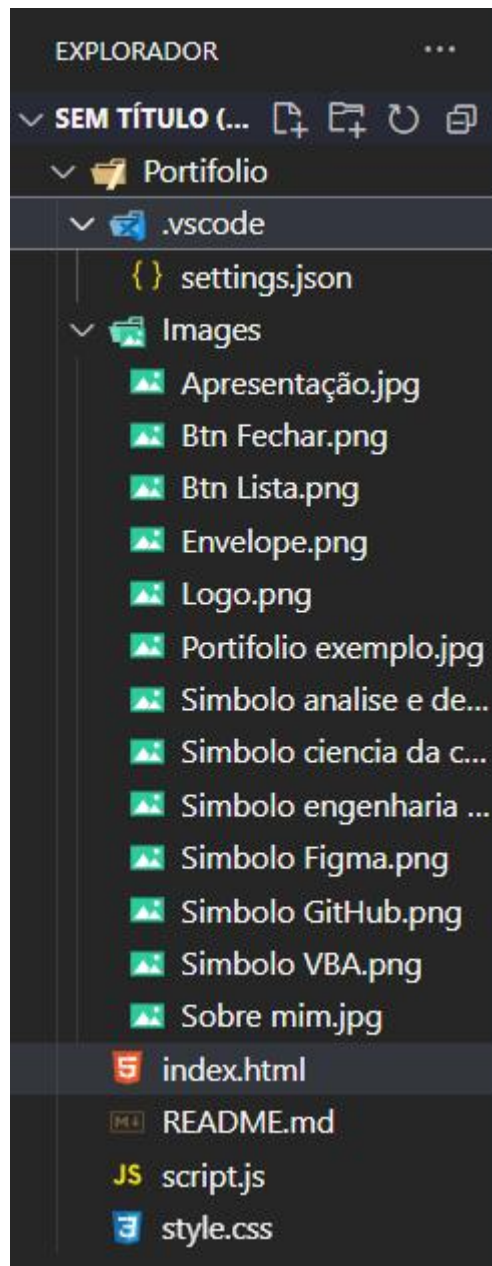 EXPLORADOR ...
SEM TÍTULO (...
Portifolio
.vscode
{} settings.json
Images
Apresentação.jpg
Btn Fechar.png
Btn Lista.png
Envelope.png
Logo.png
Portifolio exemplo.jpg
Simbolo analise e de...
Simbolo ciencia da c...
Simbolo engenharia ...
Simbolo Figma.png
Simbolo GitHub.png
Simbolo VBA.png
Sobre mim.jpg
5 index.html
M↓ README.md
JS script.js
3 style.css